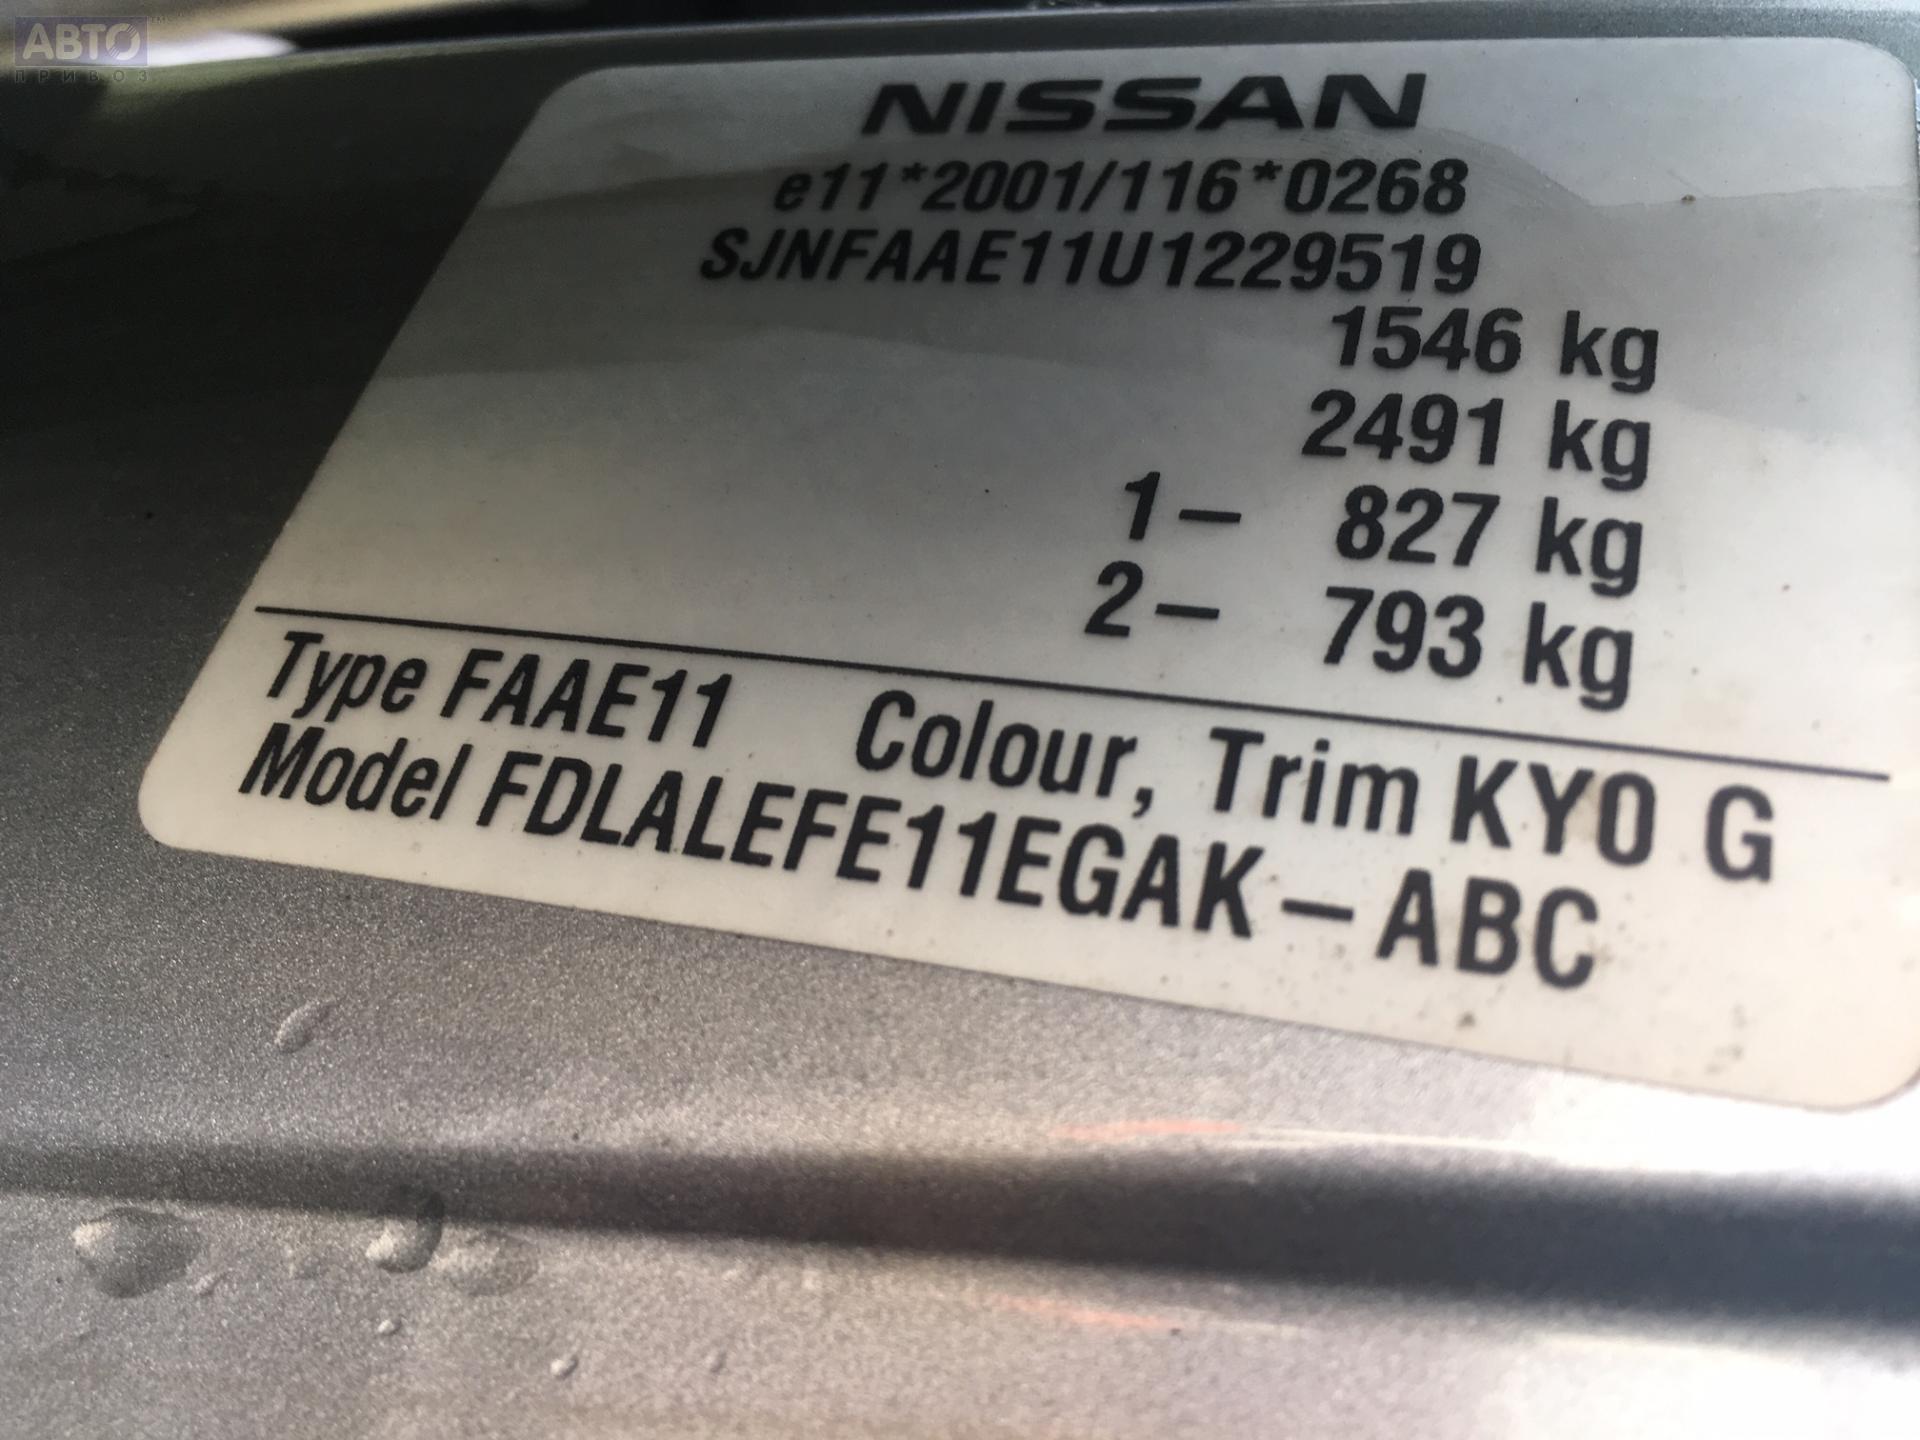 АВТО
ПРИВОЗ
NISSAN
e11*2001/116*0268
SJNFAAE11U1229519
1546 kg
2491 kg
1– 827 kg
2– 793 kg
Type FAAE11 Colour, Trim KY0 G
Model FDLALEFE11EGAK–ABC